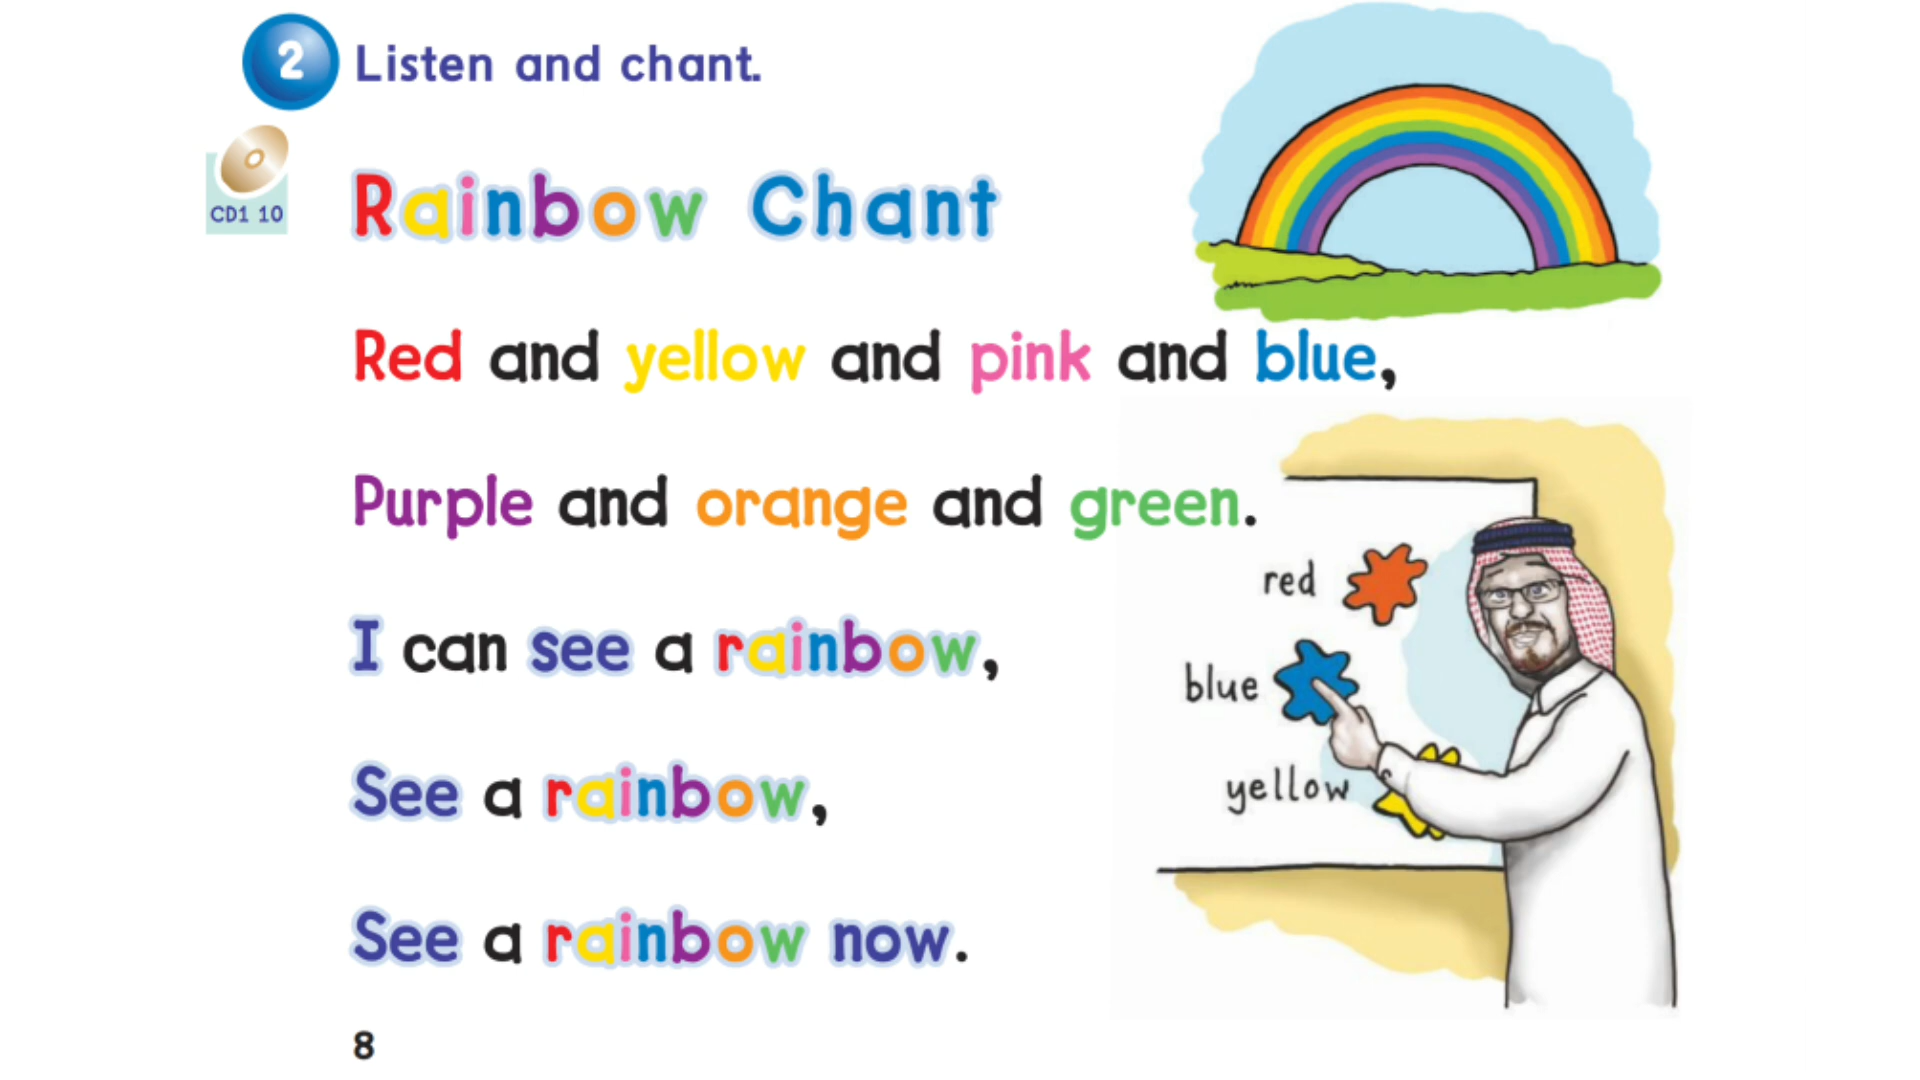 2 Listen and chant.
CD1 10
Rainbow Chant
Red and yellow and pink and blue,
Purple and orange and green.
I can see a rainbow,
See a rainbow,
See a rainbow now.
red
blue
yellow
8